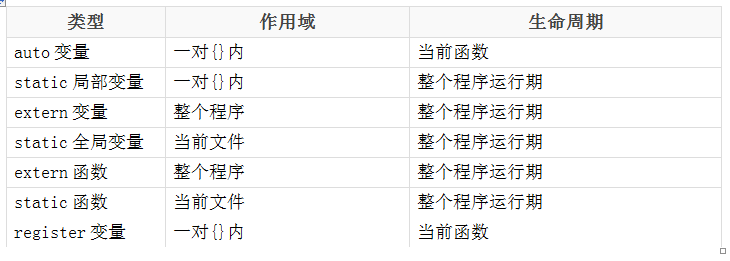 类型 作用域 生命周期
auto 变量 一对{}内 当前函数
static 局部变量 一对{}内 整个程序运行期
extern 变量 整个程序 整个程序运行期
static 全局变量 当前文件 整个程序运行期
extern 函数 整个程序 整个程序运行期
static 函数 当前文件 整个程序运行期
register 变量 一对{}内 当前函数